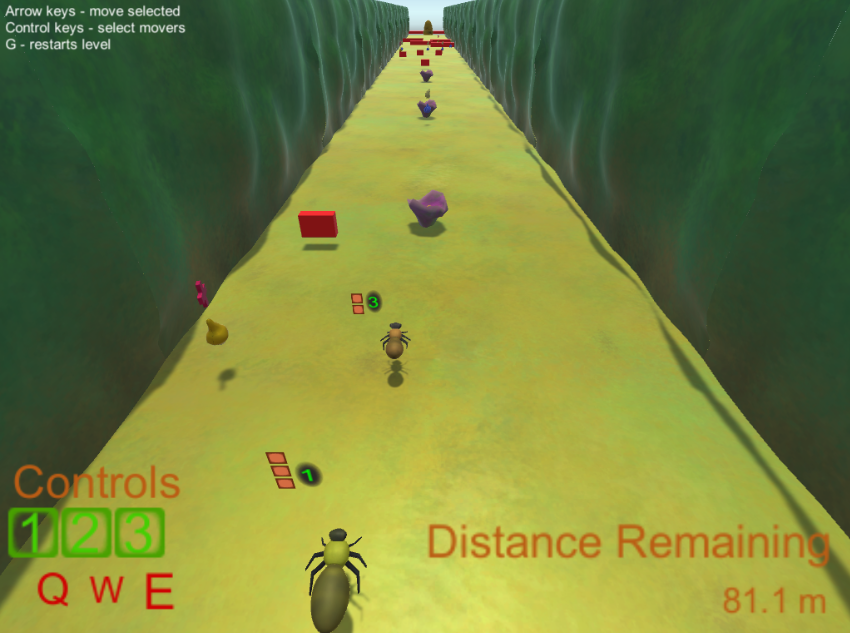 Arrow keys - move selected
Control keys - select movers
G - restarts level
3
1
Controls
1 2 3
Q W E
Distance Remaining
81.1 m